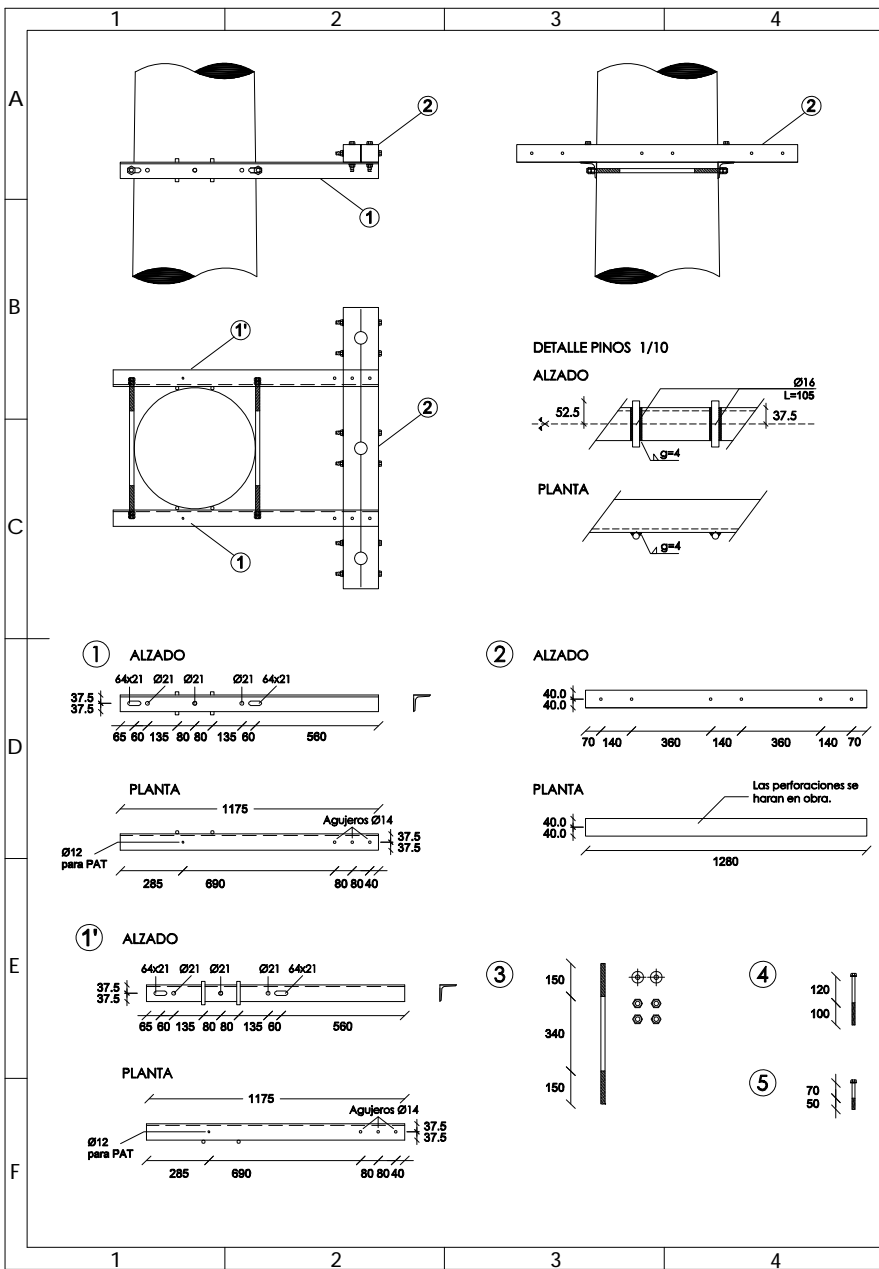 1 2 3 4
A
2
2
1
B
1'
DETALLE PINOS 1/10
ALZADO
Ø16
L=105
52.5
37.5
2
g=4
PLANTA
C
g=4
1
1 ALZADO
64x21 Ø21 Ø21 Ø21 64x21
37.5
37.5
65 60 135 80 80 135 60 560
2 ALZADO
40.0
40.0
70 140 360 140 360 140 70
D
PLANTA
1175
Agujeros Ø14
37.5
37.5
Ø12
para PAT
285 690 80 80 40
PLANTA
Las perforaciones se
haran en obra.
40.0
40.0
1280
1' ALZADO
64x21 Ø21 Ø21 Ø21 64x21
37.5
37.5
65 60 135 80 80 135 60 560
E
3
150
340
150
4
120
100
5
70
50
PLANTA
1175
Agujeros Ø14
37.5
37.5
Ø12
para PAT
285 690 80 80 40
F
1 2 3 4